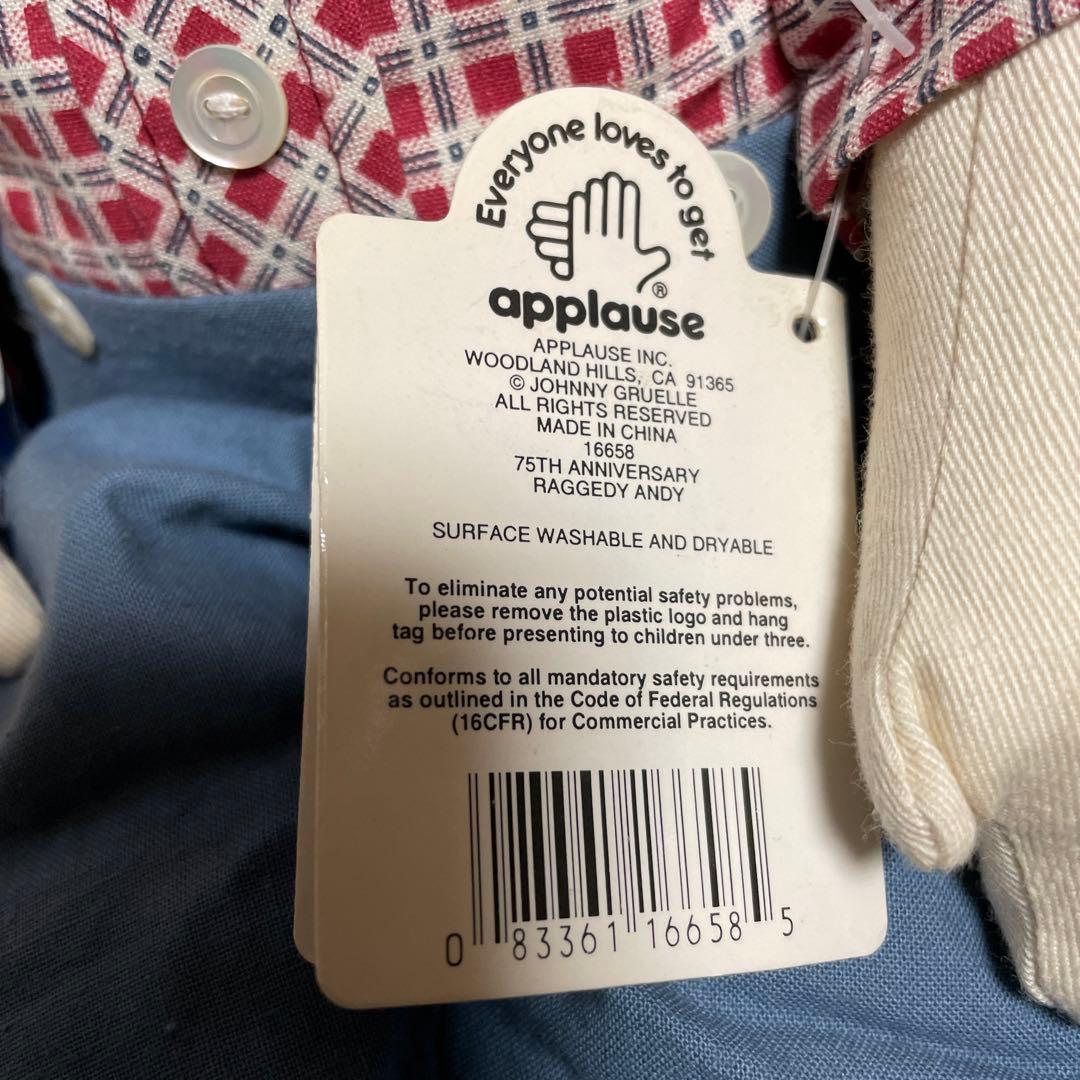 Everyone loves to get
®
applause
APPLAUSE INC.
WOODLAND HILLS, CA 91365
© JOHNNY GRUELLE
ALL RIGHTS RESERVED
MADE IN CHINA
16658
75TH ANNIVERSARY
RAGGEDY ANDY
SURFACE WASHABLE AND DRYABLE
To eliminate any potential safety problems,
please remove the plastic logo and hang
tag before presenting to children under three.
Conforms to all mandatory safety requirements
as outlined in the Code of Federal Regulations
(16CFR) for Commercial Practices.
0 83361 16658 5